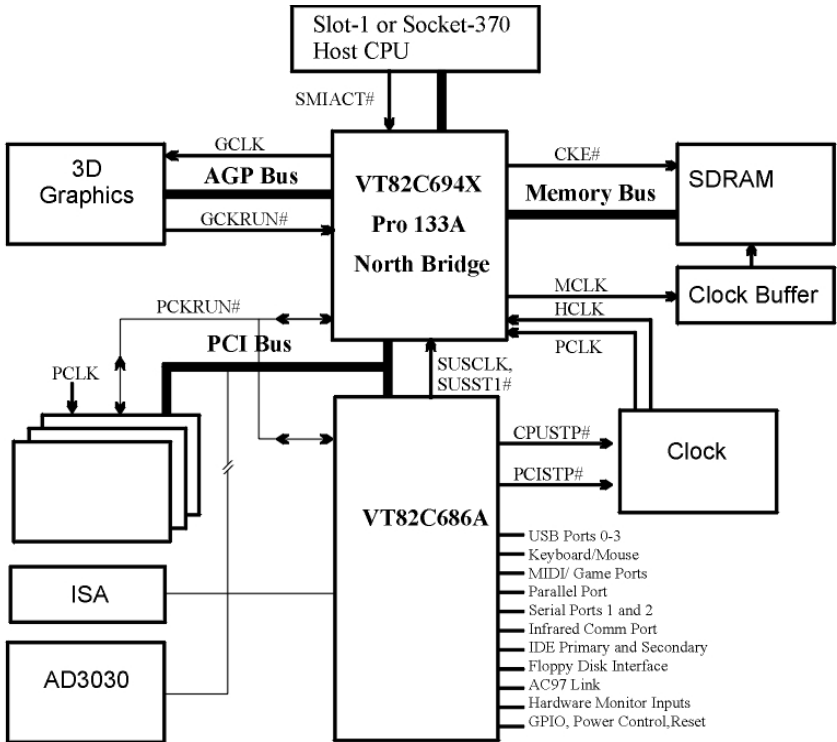 Slot-1 or Socket-370
Host CPU
SMIACT#
GCLK
3D
Graphics
AGP Bus
GCKRUN#
VT82C694X
Pro 133A
North Bridge
CKE#
SDRAM
Memory Bus
MCLK
Clock Buffer
HCLK
PCLK
PCKRUN#
PCI Bus
PCLK
SUSCLK,
SUSST1#
CPUSTP#
PCISTP#
Clock
VT82C686A
ISA
AD3030
USB Ports 0-3
Keyboard/Mouse
MIDI/ Game Ports
Parallel Port
Serial Ports 1 and 2
Infrared Comm Port
IDE Primary and Secondary
Floppy Disk Interface
AC97 Link
Hardware Monitor Inputs
GPIO, Power Control,Reset